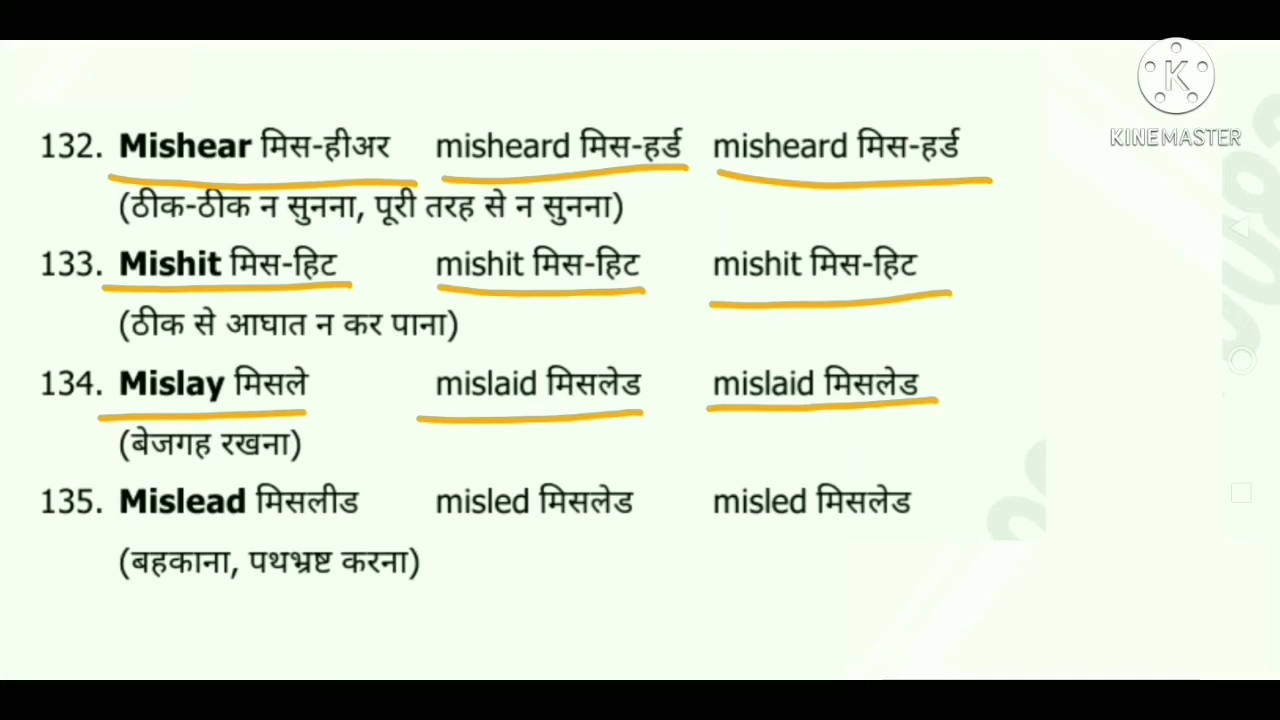 KINEMASTER
132. Mishear मिस-हीअर misheard मिस-हर्ड misheard मिस-हर्ड
(ठीक-ठीक न सुनना, पूरी तरह से न सुनना)
133. Mishit मिस-हिट mishit मिस-हिट mishit मिस-हिट
(ठीक से आघात न कर पाना)
134. Mislay मिसले mislaid मिसलेड mislaid मिसलेड
(बेजगह रखना)
135. Mislead मिसलीड misled मिसलेड misled मिसलेड
(बहकाना, पथभ्रष्ट करना)